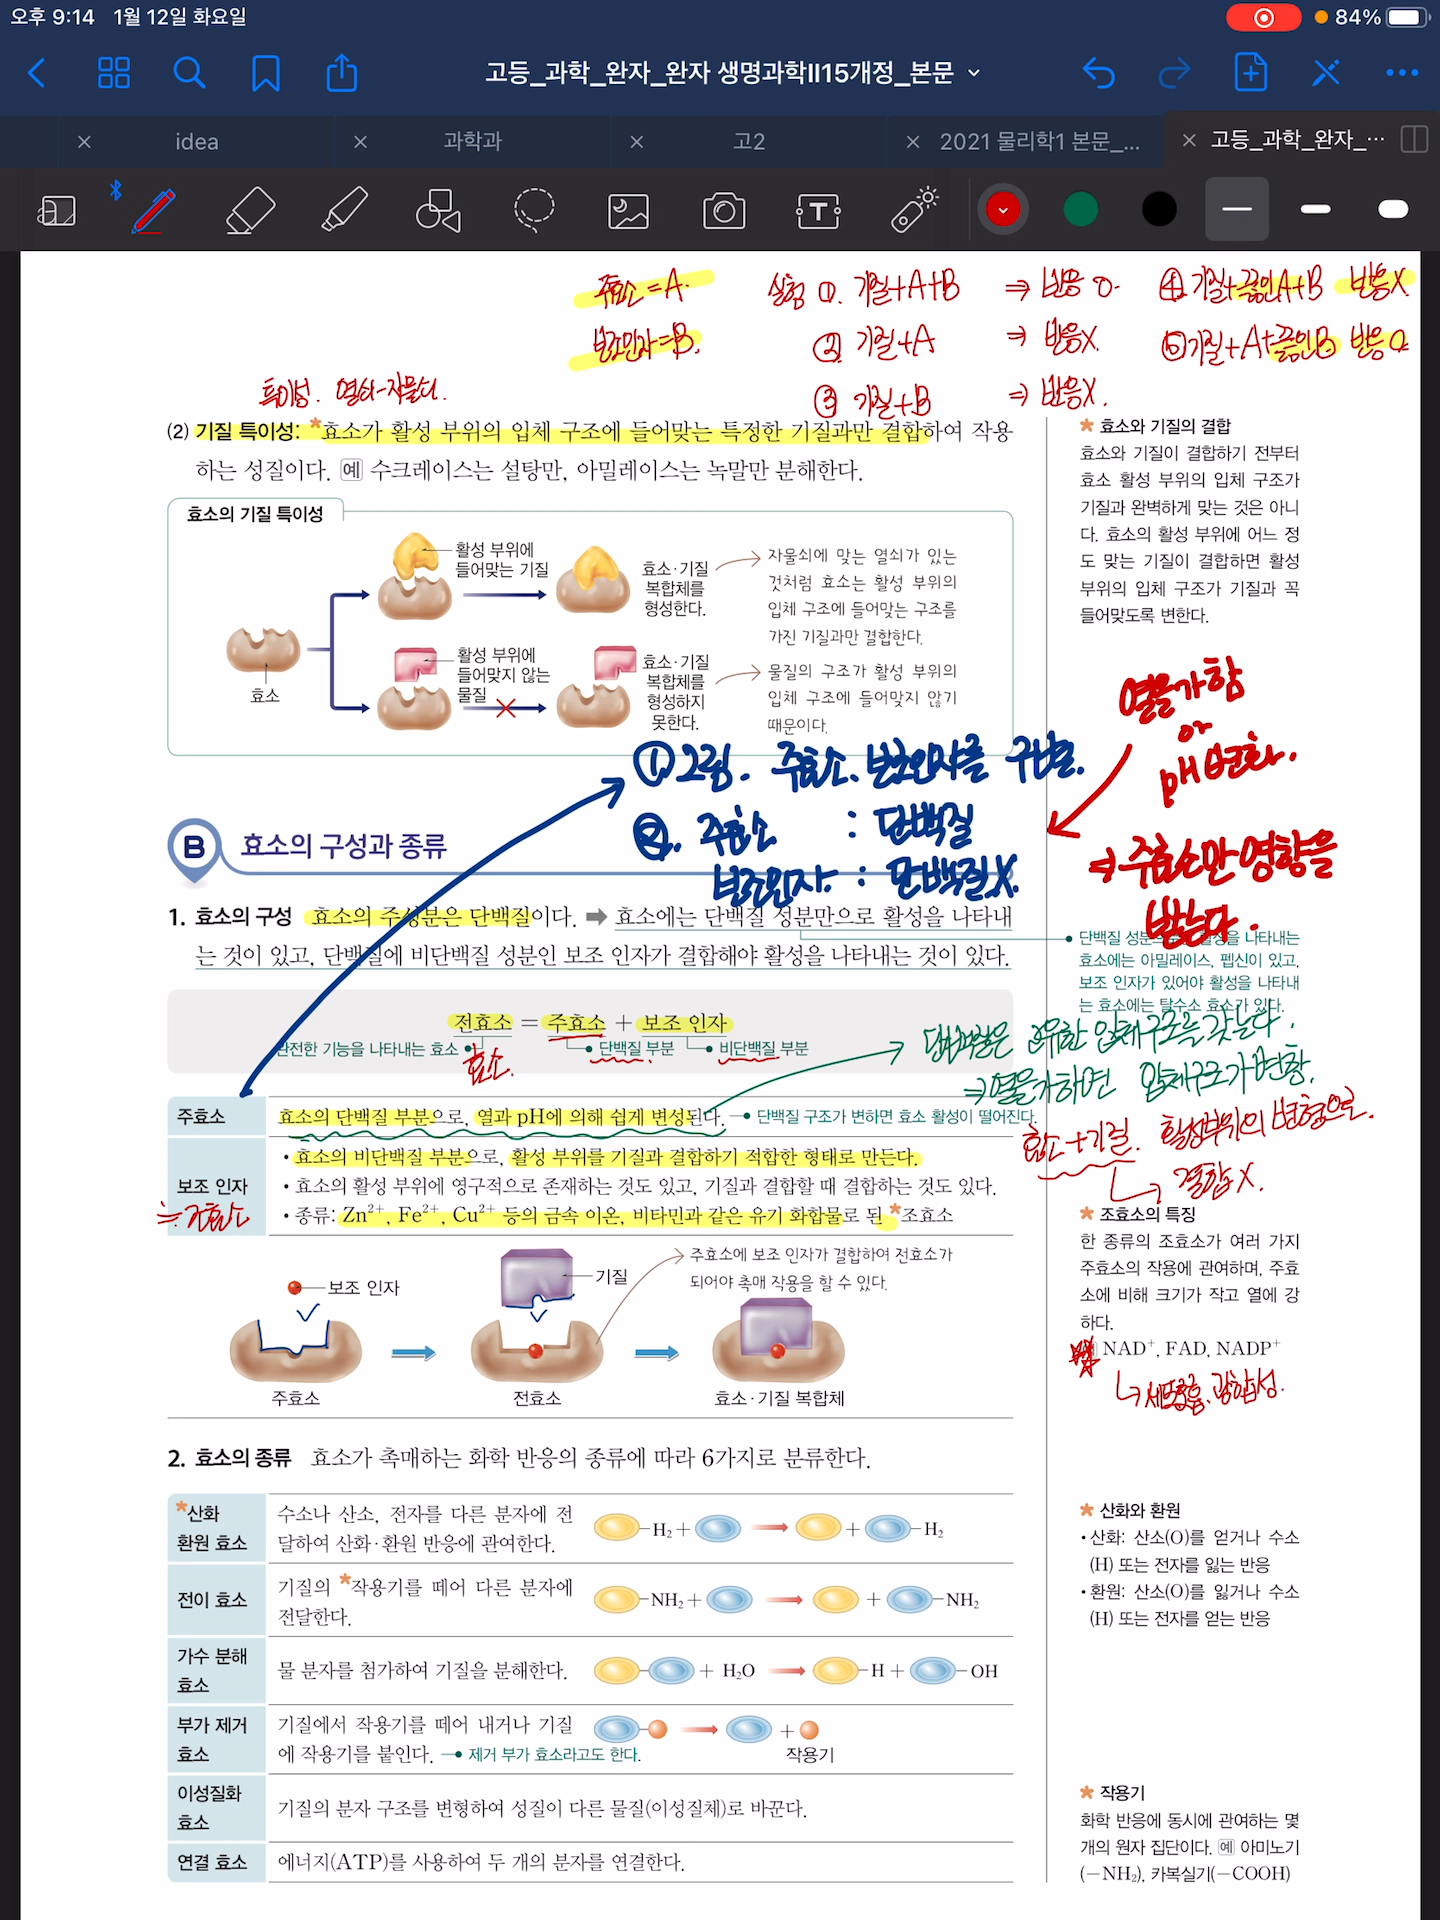 오후 9:14 1월 12일 화요일
84%
고등_과학_완자_완자 생명과학II15개정_본문
idea
과학과
고2
2021 물리학1 본문_...
고등_과학_완자_...
주효소=A.
보조인자=B.
실험 ①. 기질+A+B ⇒ 반응 O.
② 기질+A ⇒ 반응X.
③ 기질+B ⇒ 반응X.
④ 기질+끓인A+B 반응X.
⑤ 기질+A+끓인B 반응O
특이성. 열쇠-자물쇠.
(2) 기질 특이성: *효소가 활성 부위의 입체 구조에 들어맞는 특정한 기질과만 결합하여 작용
하는 성질이다. 예 수크레이스는 설탕만, 아밀레이스는 녹말만 분해한다.
효소의 기질 특이성
효소
활성 부위에
들어맞는 기질
효소·기질
복합체를
형성한다.
자물쇠에 맞는 열쇠가 있는
것처럼 효소는 활성 부위의
입체 구조에 들어맞는 구조를
가진 기질과만 결합한다.
활성 부위에
들어맞지 않는
물질
효소·기질
복합체를
형성하지
못한다.
물질의 구조가 활성 부위의
입체 구조에 들어맞지 않기
때문이다.
* 효소와 기질의 결합
효소와 기질이 결합하기 전부터
효소 활성 부위의 입체 구조가
기질과 완벽하게 맞는 것은 아니
다. 효소의 활성 부위에 어느 정
도 맞는 기질이 결합하면 활성
부위의 입체 구조가 기질과 꼭
들어맞도록 변한다.
열을가함
or
pH변화.
⇒주효소만 영향을
받는다.
① 그림. 주효소. 보조인자를 구분.
②. 주효소 : 단백질
보조인자. : 단백질X.
B 효소의 구성과 종류
1. 효소의 구성 효소의 주성분은 단백질이다. ➡ 효소에는 단백질 성분만으로 활성을 나타내
는 것이 있고, 단백질에 비단백질 성분인 보조 인자가 결합해야 활성을 나타내는 것이 있다.
단백질 성분 활성을 나타내는
효소에는 아밀레이스, 펩신이 있고,
보조 인자가 있어야 활성을 나타내
는 효소에는 탈수소 효소가 있다.
전효소 = 주효소 + 보조 인자
완전한 기능을 나타내는 효소 단백질 부분 비단백질 부분
효소.
단백질은 고유한 입체구조를 갖는다.
⇒열을가하면 입체구조가변함.
주효소
효소의 단백질 부분으로, 열과 pH에 의해 쉽게 변성된다. 단백질 구조가 변하면 효소 활성이 떨어진다.
효소+기질. 활성부위의 변형으로.
결합X.
보조 인자
≒조효소
• 효소의 비단백질 부분으로, 활성 부위를 기질과 결합하기 적합한 형태로 만든다.
• 효소의 활성 부위에 영구적으로 존재하는 것도 있고, 기질과 결합할 때 결합하는 것도 있다.
• 종류: Zn2+, Fe2+, Cu2+ 등의 금속 이온, 비타민과 같은 유기 화합물로 된 *조효소
보조 인자
기질
주효소에 보조 인자가 결합하여 전효소가
되어야 촉매 작용을 할 수 있다.
주효소
전효소
효소·기질 복합체
* 조효소의 특징
한 종류의 조효소가 여러 가지
주효소의 작용에 관여하며, 주효
소에 비해 크기가 작고 열에 강
하다.
NAD+, FAD, NADP+
세포호흡. 광합성.
2. 효소의 종류 효소가 촉매하는 화학 반응의 종류에 따라 6가지로 분류한다.
*산화
환원 효소
수소나 산소, 전자를 다른 분자에 전
달하여 산화·환원 반응에 관여한다.
H2 + + H2
전이 효소
기질의 *작용기를 떼어 다른 분자에
전달한다.
NH2 + + NH2
가수 분해
효소
물 분자를 첨가하여 기질을 분해한다.
+ H2O H + OH
부가 제거
효소
기질에서 작용기를 떼어 내거나 기질
에 작용기를 붙인다. 제거 부가 효소라고도 한다.
+
작용기
이성질화
효소
기질의 분자 구조를 변형하여 성질이 다른 물질(이성질체)로 바꾼다.
연결 효소
에너지(ATP)를 사용하여 두 개의 분자를 연결한다.
* 산화와 환원
• 산화: 산소(O)를 얻거나 수소
(H) 또는 전자를 잃는 반응
• 환원: 산소(O)를 잃거나 수소
(H) 또는 전자를 얻는 반응
* 작용기
화학 반응에 동시에 관여하는 몇
개의 원자 집단이다. 예 아미노기
(-NH2), 카복실기(-COOH)